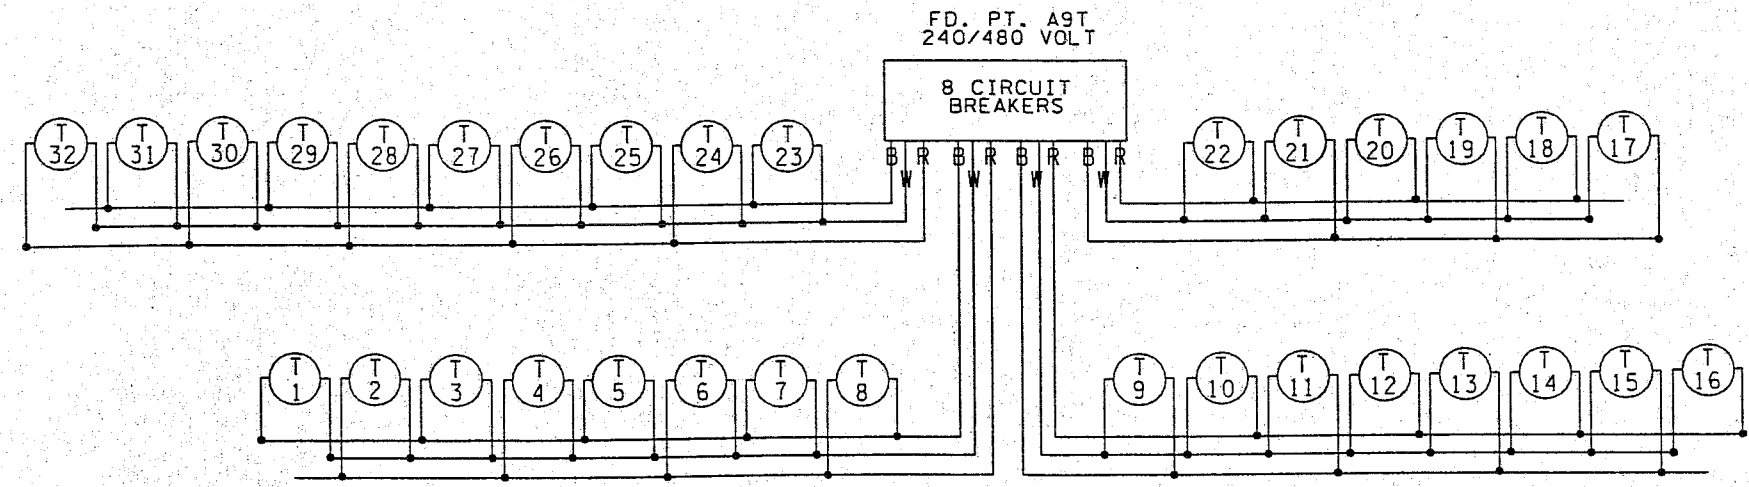 FD. PT. A9T
240/480 VOLT
8 CIRCUIT
BREAKERS
T 32
T 31
T 30
T 29
T 28
T 27
T 26
T 25
T 24
T 23
T 22
T 21
T 20
T 19
T 18
T 17
B W R B W R B W R B W R
T 1
T 2
T 3
T 4
T 5
T 6
T 7
T 8
T 9
T 10
T 11
T 12
T 13
T 14
T 15
T 16